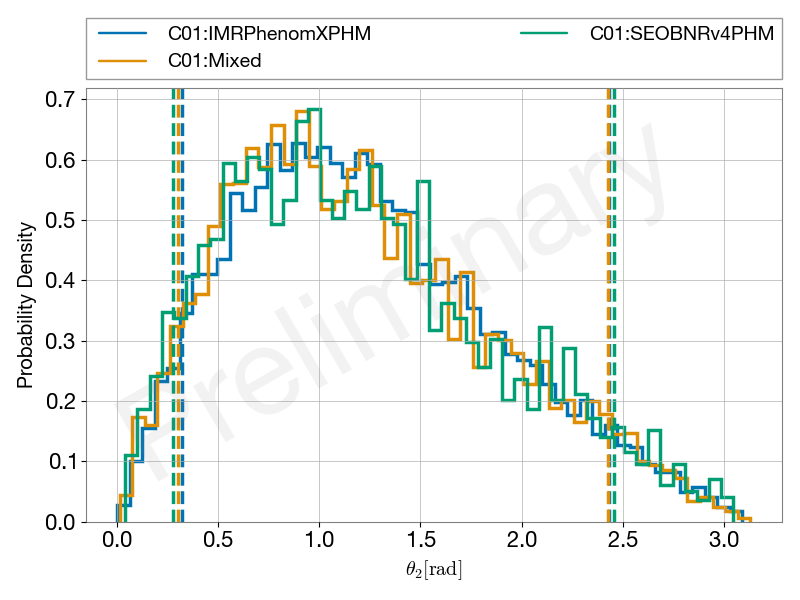 C01:IMRPhenomXPHM
C01:Mixed
C01:SEOBNRv4PHM
Probability Density
0.7
0.6
0.5
0.4
0.3
0.2
0.1
0.0
Preliminary
0.0 0.5 1.0 1.5 2.0 2.5 3.0
θ₂[rad]